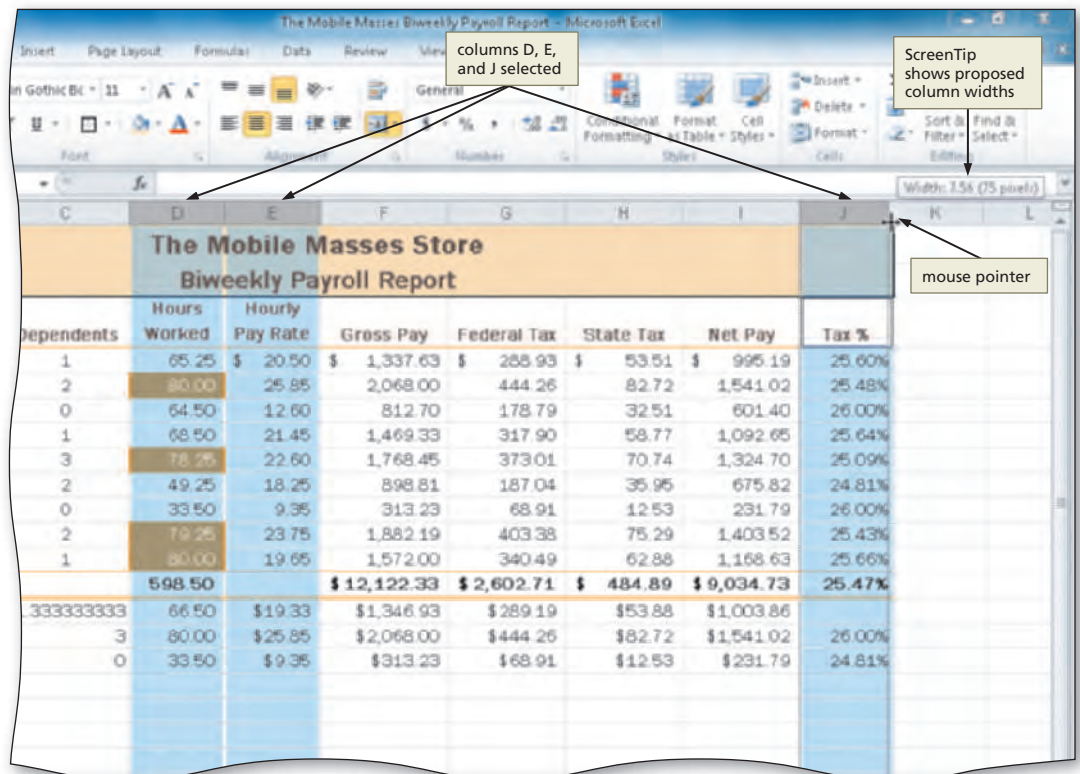 The Mobile Masses Biweekly Payroll Report - Microsoft Excel
Insert Page Layout Formulas Data Review View
columns D, E,
and J selected
ScreenTip
shows proposed
column widths
11 A A General Conditional Format Cell Insert
Formatting as Table Styles Delete
U A $ % , Format Sort & Find &
Filter Select
Font Alignment Number Styles Cells Editing
fx Width: 7.56 (75 pixels)
C D E F G H I J K L
mouse pointer
The Mobile Masses Store
Biweekly Payroll Report
Hours Hourly
Dependents Worked Pay Rate Gross Pay Federal Tax State Tax Net Pay Tax %
1 65.25 $ 20.50 $ 1,337.63 $ 288.93 $ 53.51 $ 995.19 25.60%
2 80.00 25.85 2,068.00 444.26 82.72 1,541.02 25.48%
0 64.50 12.60 812.70 178.79 32.51 601.40 26.00%
1 68.50 21.45 1,469.33 317.90 58.77 1,092.65 25.64%
3 78.25 22.60 1,768.45 373.01 70.74 1,324.70 25.09%
2 49.25 18.25 898.81 187.04 35.95 675.82 24.81%
0 33.50 9.35 313.23 68.91 12.53 231.79 26.00%
2 79.25 23.75 1,882.19 403.38 75.29 1,403.52 25.43%
1 80.00 19.65 1,572.00 340.49 62.88 1,168.63 25.66%
598.50 $ 12,122.33 $ 2,602.71 $ 484.89 $ 9,034.73 25.47%
.333333333 66.50 $19.33 $1,346.93 $289.19 $53.88 $1,003.86
3 80.00 $25.85 $2,068.00 $444.26 $82.72 $1,541.02 26.00%
0 33.50 $9.35 $313.23 $68.91 $12.53 $231.79 24.81%